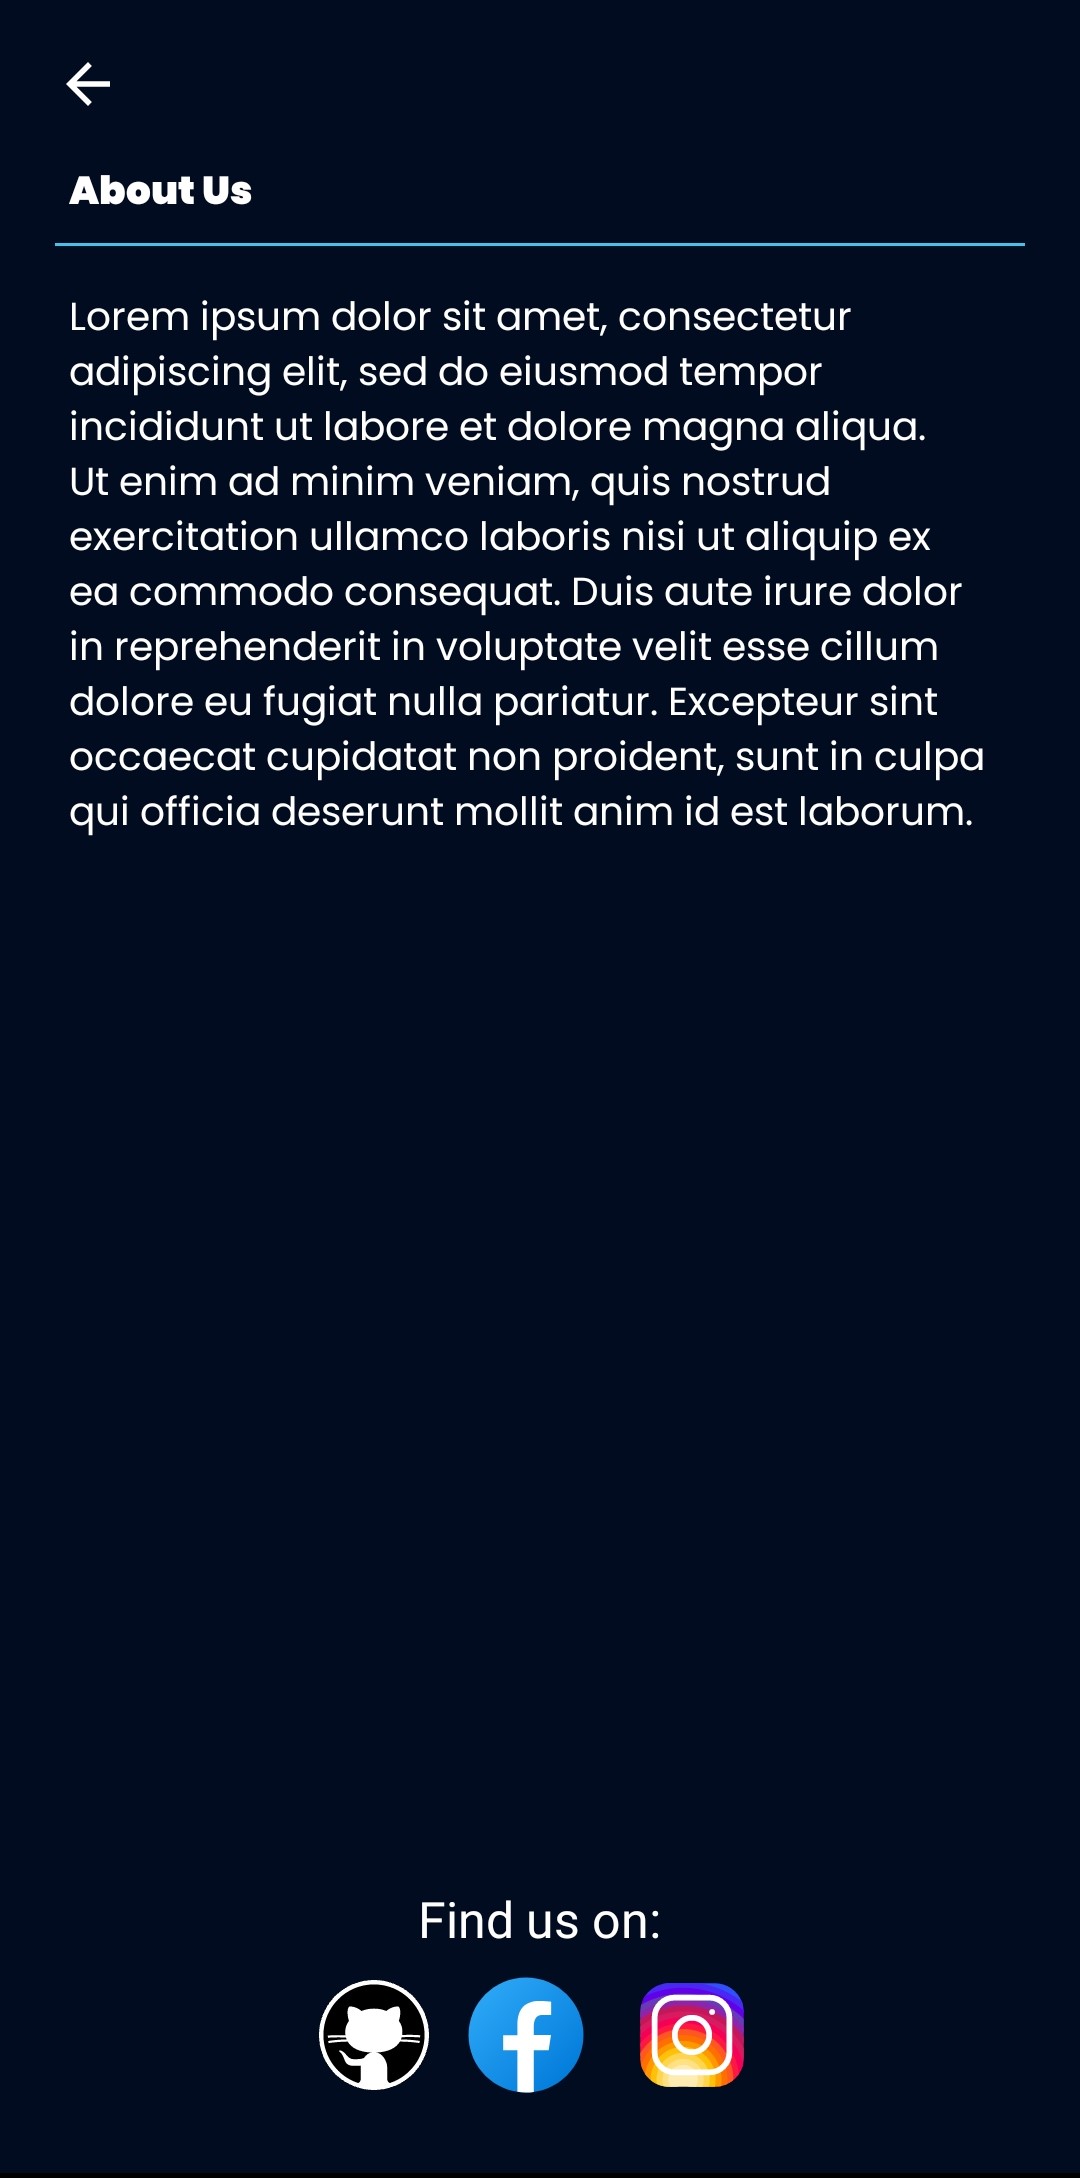 About Us
Lorem ipsum dolor sit amet, consectetur
adipiscing elit, sed do eiusmod tempor
incididunt ut labore et dolore magna aliqua.
Ut enim ad minim veniam, quis nostrud
exercitation ullamco laboris nisi ut aliquip ex
ea commodo consequat. Duis aute irure dolor
in reprehenderit in voluptate velit esse cillum
dolore eu fugiat nulla pariatur. Excepteur sint
occaecat cupidatat non proident, sunt in culpa
qui officia deserunt mollit anim id est laborum.
Find us on: